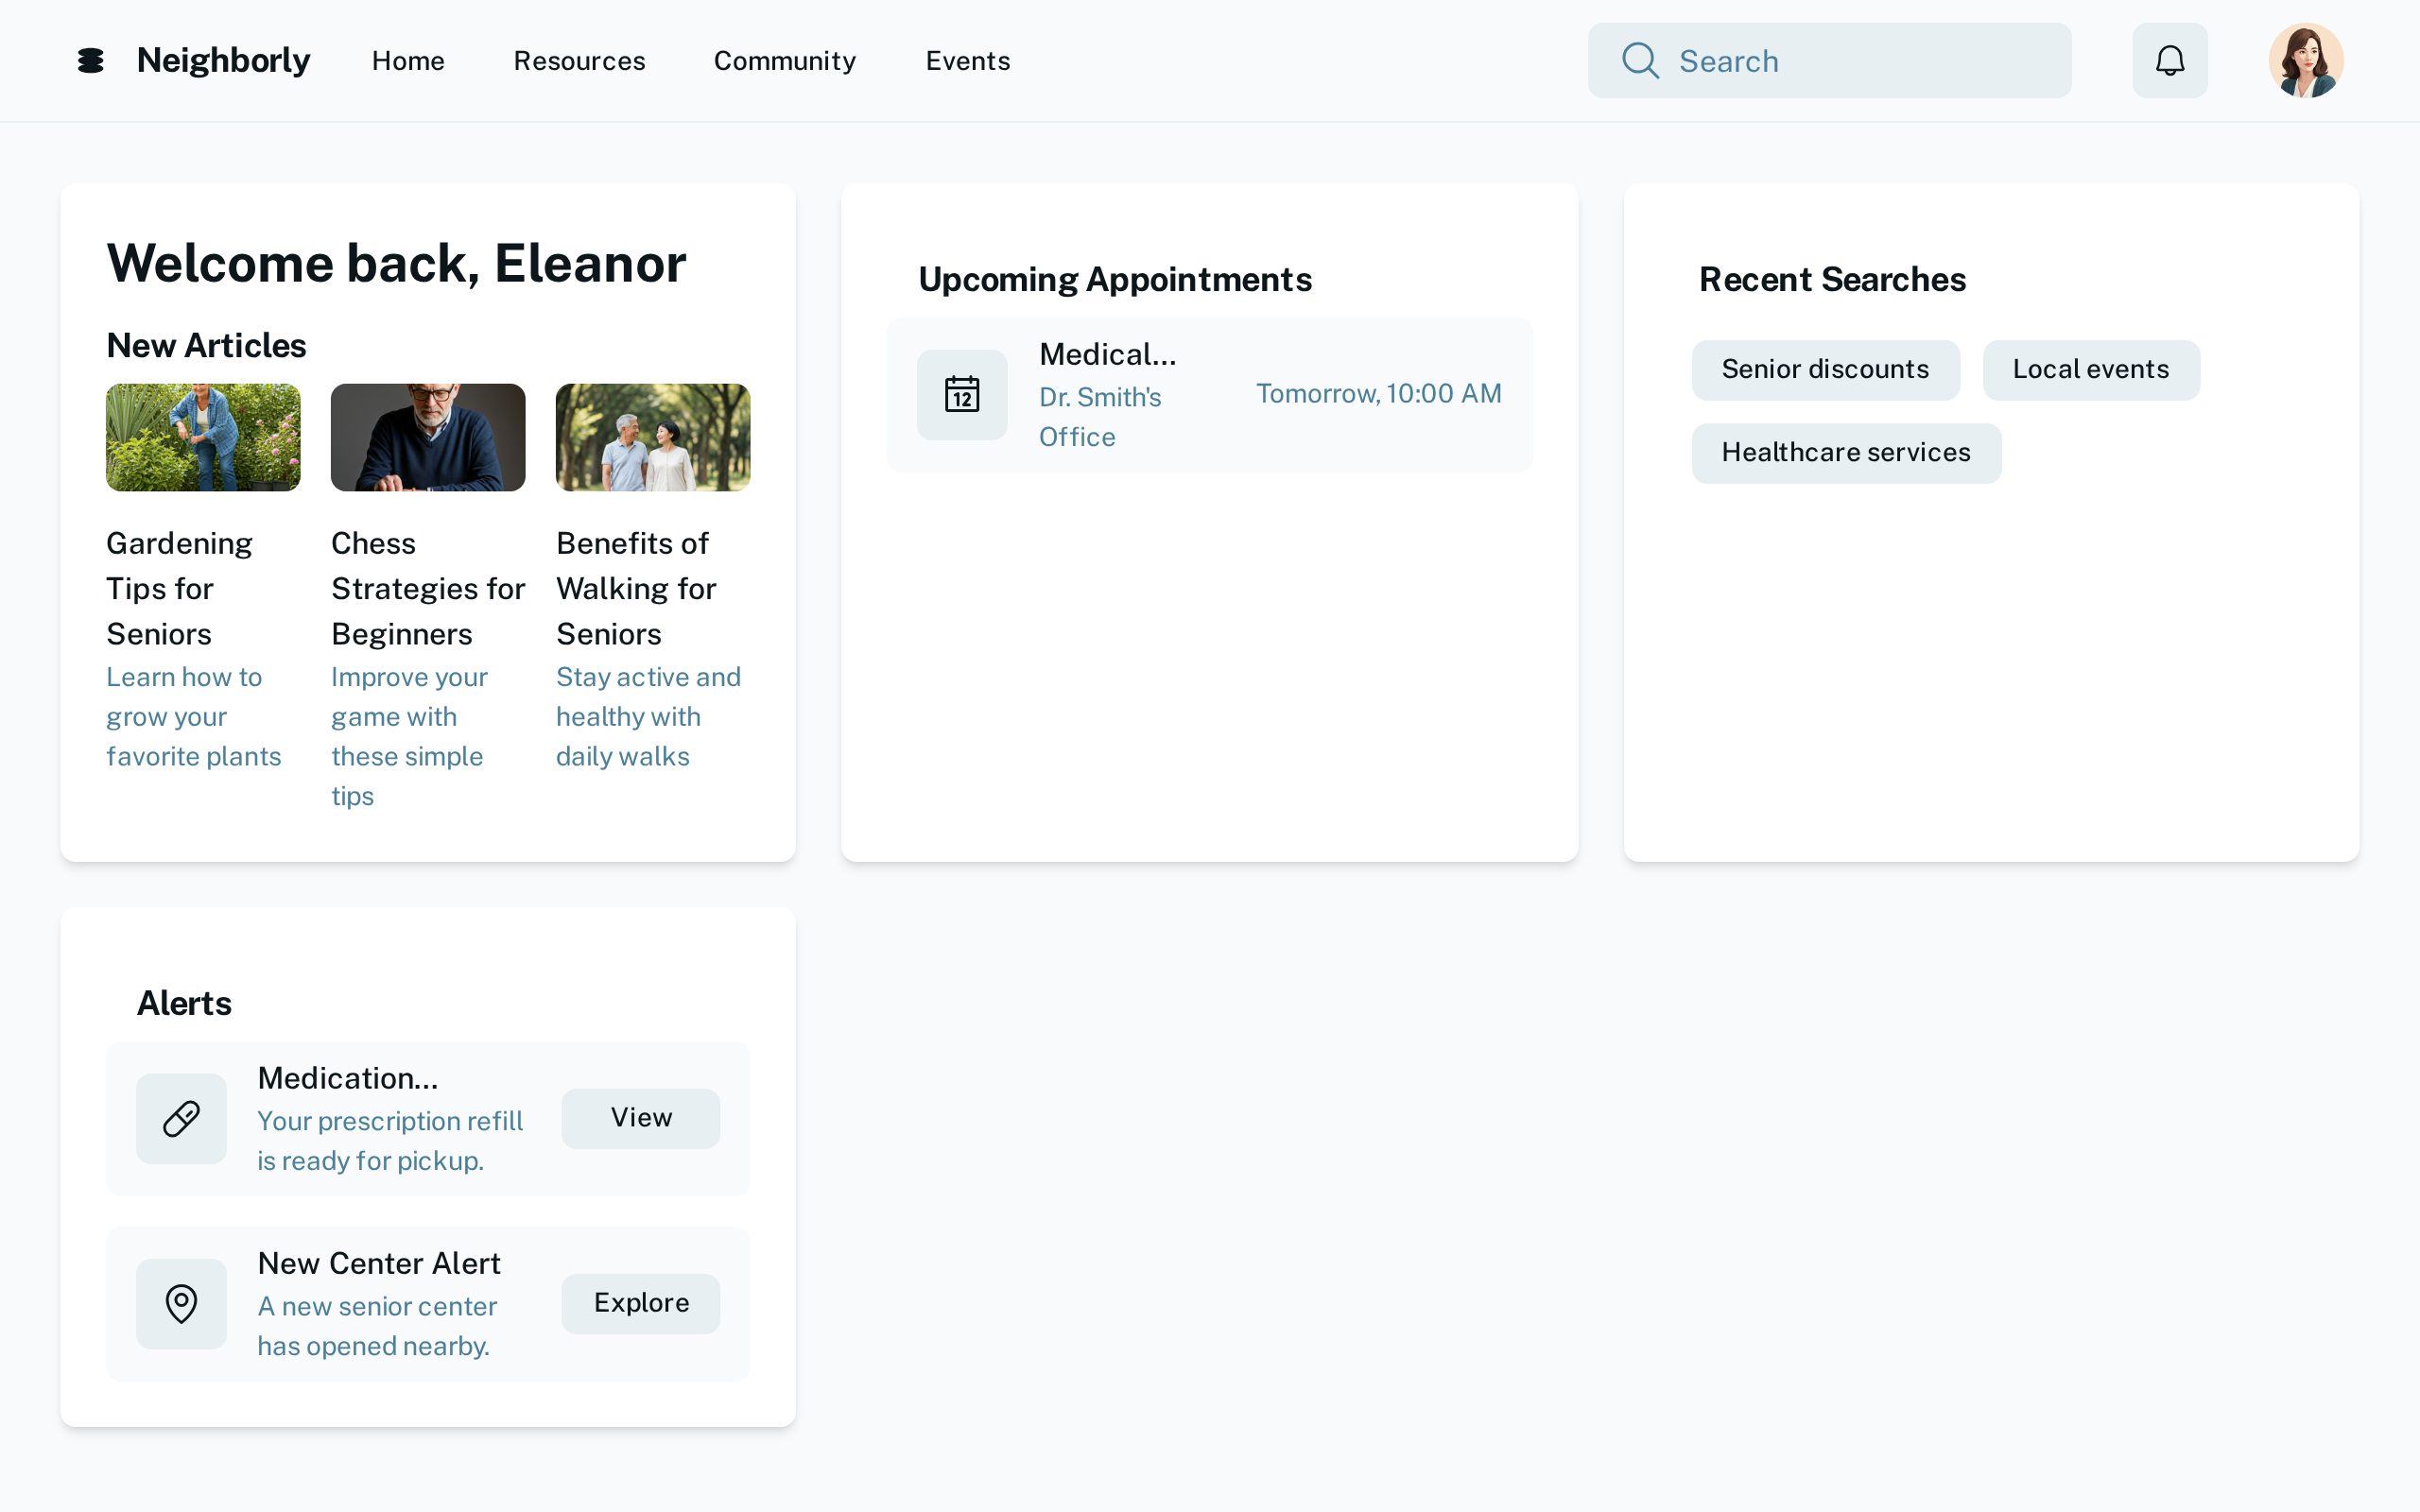 Neighborly
Home
Resources
Community
Events
Search
Welcome back, Eleanor
New Articles
Gardening
Tips for
Seniors
Learn how to
grow your
favorite plants
Chess
Strategies for
Beginners
Improve your
game with
these simple
tips
Benefits of
Walking for
Seniors
Stay active and
healthy with
daily walks
Upcoming Appointments
12
Medical...
Dr. Smith's
Office
Tomorrow, 10:00 AM
Recent Searches
Senior discounts
Local events
Healthcare services
Alerts
Medication...
Your prescription refill
is ready for pickup.
View
New Center Alert
A new senior center
has opened nearby.
Explore